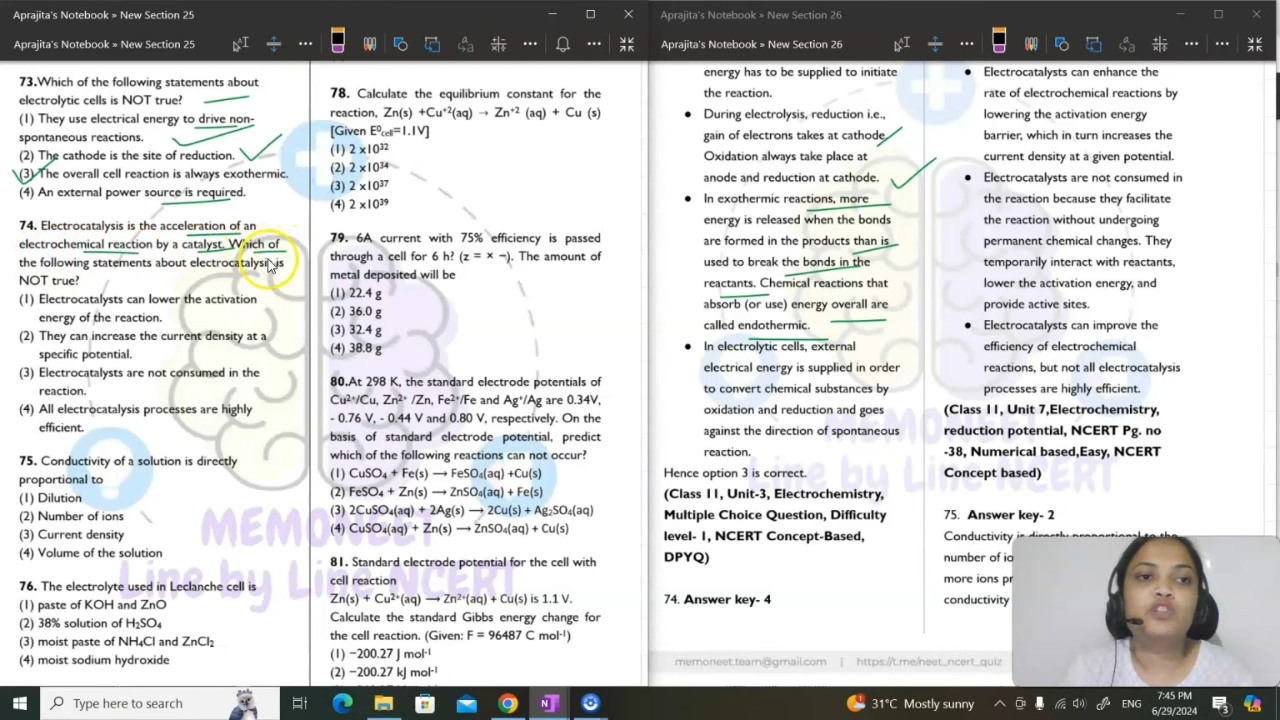 Aprajita's Notebook » New Section 25
Aprajita's Notebook » New Section 25
73.Which of the following statements about
electrolytic cells is NOT true?
(1) They use electrical energy to drive non-
spontaneous reactions.
(2) The cathode is the site of reduction.
(3) The overall cell reaction is always exothermic.
(4) An external power source is required.
74. Electrocatalysis is the acceleration of an
electrochemical reaction by a catalyst. Which of
the following statements about electrocatalysis is
NOT true?
(1) Electrocatalysts can lower the activation
energy of the reaction.
(2) They can increase the current density at a
specific potential.
(3) Electrocatalysts are not consumed in the
reaction.
(4) All electrocatalysis processes are highly
efficient.
75. Conductivity of a solution is directly
proportional to
(1) Dilution
(2) Number of ions
(3) Current density
(4) Volume of the solution
76. The electrolyte used in Leclanche cell is
(1) paste of KOH and ZnO
(2) 38% solution of H₂SO₄
(3) moist paste of NH₄Cl and ZnCl₂
(4) moist sodium hydroxide
78. Calculate the equilibrium constant for the
reaction, Zn(s) +Cu⁺²(aq) → Zn⁺² (aq) + Cu (s)
[Given E⁰cell=1.1V]
(1) 2 x10³²
(2) 2 x10³⁴
(3) 2 x10³⁷
(4) 2 x10³⁹
79. 6A current with 75% efficiency is passed
through a cell for 6 h? (z = × ¬). The amount of
metal deposited will be
(1) 22.4 g
(2) 36.0 g
(3) 32.4 g
(4) 38.8 g
80.At 298 K, the standard electrode potentials of
Cu²⁺/Cu, Zn²⁺ /Zn, Fe²⁺/Fe and Ag⁺/Ag are 0.34V,
- 0.76 V, - 0.44 V and 0.80 V, respectively. On the
basis of standard electrode potential, predict
which of the following reactions can not occur?
(1) CuSO₄ + Fe(s) → FeSO₄(aq) +Cu(s)
(2) FeSO₄ + Zn(s) → ZnSO₄(aq) + Fe(s)
(3) 2CuSO₄(aq) + 2Ag(s) → 2Cu(s) + Ag₂SO₄(aq)
(4) CuSO₄(aq) + Zn(s) → ZnSO₄(aq) + Cu(s)
81. Standard electrode potential for the cell with
cell reaction
Zn(s) + Cu²⁺(aq) → Zn²⁺(aq) + Cu(s) is 1.1 V.
Calculate the standard Gibbs energy change for
the cell reaction. (Given: F = 96487 C mol⁻¹)
(1) −200.27 J mol⁻¹
(2) −200.27 kJ mol⁻¹
MEMONEET
Line by Line NCERT
Aprajita's Notebook » New Section 26
Aprajita's Notebook » New Section 26
energy has to be supplied to initiate
the reaction.
• During electrolysis, reduction i.e.,
gain of electrons takes at cathode
Oxidation always take place at
anode and reduction at cathode.
• In exothermic reactions, more
energy is released when the bonds
are formed in the products than is
used to break the bonds in the
reactants. Chemical reactions that
absorb (or use) energy overall are
called endothermic.
• In electrolytic cells, external
electrical energy is supplied in order
to convert chemical substances by
oxidation and reduction and goes
against the direction of spontaneous
reaction.
Hence option 3 is correct.
(Class 11, Unit-3, Electrochemistry,
Multiple Choice Question, Difficulty
level- 1, NCERT Concept-Based,
DPYQ)
74. Answer key- 4
• Electrocatalysts can enhance the
rate of electrochemical reactions by
lowering the activation energy
barrier, which in turn increases the
current density at a given potential.
• Electrocatalysts are not consumed in
the reaction because they facilitate
the reaction without undergoing
permanent chemical changes. They
temporarily interact with reactants,
lower the activation energy, and
provide active sites.
• Electrocatalysts can improve the
efficiency of electrochemical
reactions, but not all electrocatalysis
processes are highly efficient.
(Class 11, Unit 7,Electrochemistry,
reduction potential, NCERT Pg. no
-38, Numerical based,Easy, NCERT
Concept based)
75. Answer key- 2
Conductivity is directly proportional to the
number of
more ions
conductivity
MEMONEET
Line by Line NCERT
memoneet.team@gmail.com | https://t.me/neet_ncert_quiz
Type here to search
31°C Mostly sunny
ENG
7:45 PM
6/29/2024
3